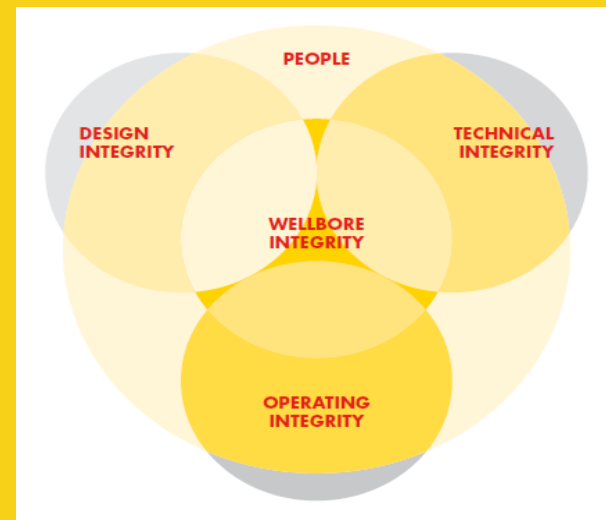 PEOPLE
DESIGN
INTEGRITY
TECHNICAL
INTEGRITY
WELLBORE
INTEGRITY
OPERATING
INTEGRITY